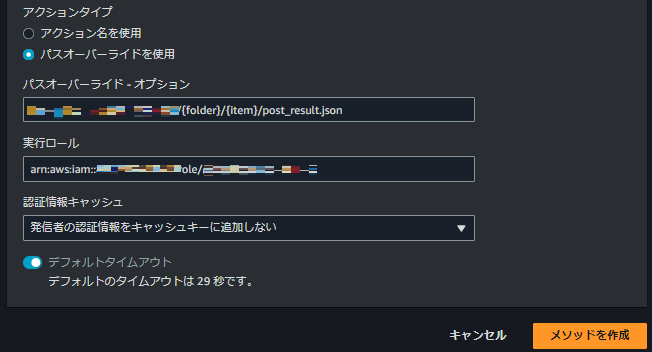 アクションタイプ
アクション名を使用
パスオーバーライドを使用
パスオーバーライド - オプション
/{folder}/{item}/post_result.json
実行ロール
arn:aws:iam:: ole/
認証情報キャッシュ
発信者の認証情報をキャッシュキーに追加しない
デフォルトタイムアウト
デフォルトのタイムアウトは 29 秒です。
キャンセル
メソッドを作成